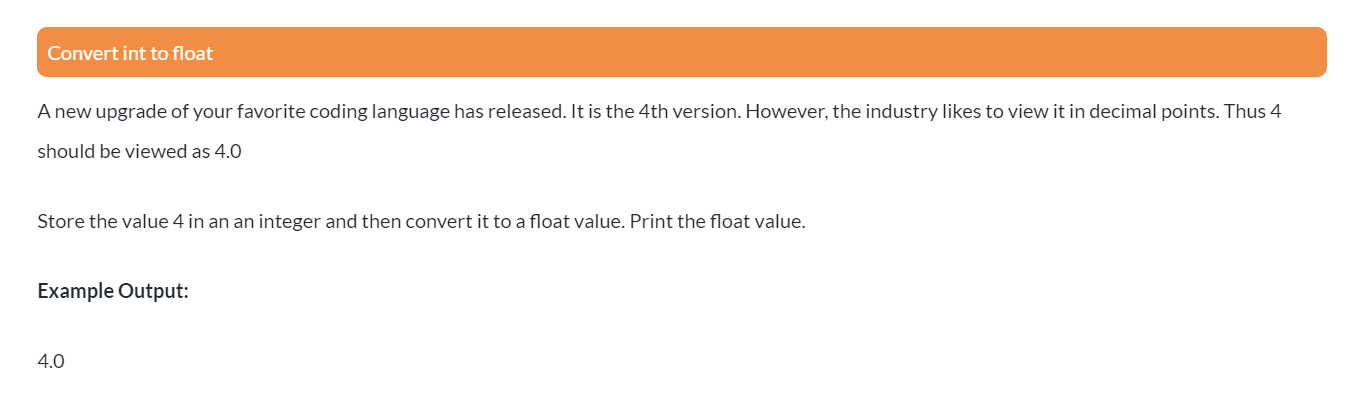 Convert int to float
A new upgrade of your favorite coding language has released. It is the 4th version. However, the industry likes to view it in decimal points. Thus 4
should be viewed as 4.0
Store the value 4 in an an integer and then convert it to a float value. Print the float value.
Example Output:
4.0